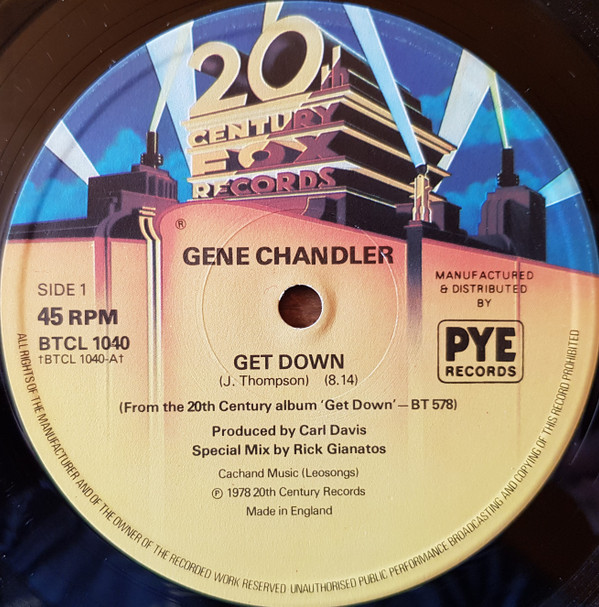 20th
CENTURY
FOX
RECORDS
®
GENE CHANDLER
SIDE 1
45 RPM
BTCL 1040
†BTCL 1040-A†
MANUFACTURED
& DISTRIBUTED
BY
PYE
RECORDS
GET DOWN
(J. Thompson) (8.14)
(From the 20th Century album 'Get Down'—BT 578)
Produced by Carl Davis
Special Mix by Rick Gianatos
Cachand Music (Leosongs)
℗ 1978 20th Century Records
Made in England
ALL RIGHTS OF THE MANUFACTURER AND OF THE OWNER OF THE RECORDED WORK RESERVED UNAUTHORISED PUBLIC PERFORMANCE BROADCASTING AND COPYING OF THIS RECORD PROHIBITED